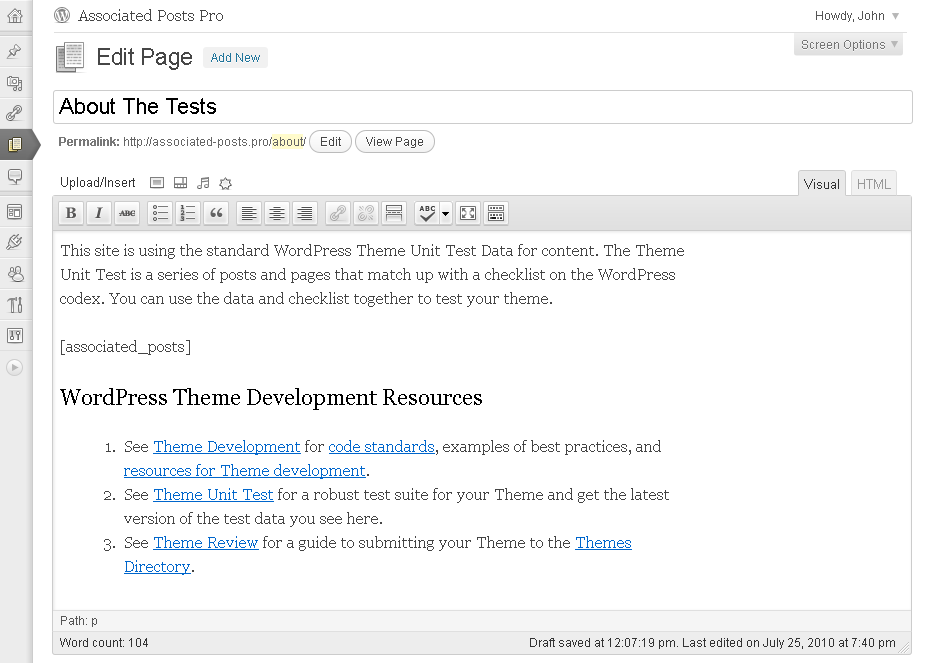 Associated Posts Pro
Howdy, John
Screen Options
Edit Page
Add New
About The Tests
Permalink: http://associated-posts.pro/about/ Edit View Page
Upload/Insert
Visual HTML
B I ABC ABC
This site is using the standard WordPress Theme Unit Test Data for content. The Theme
Unit Test is a series of posts and pages that match up with a checklist on the WordPress
codex. You can use the data and checklist together to test your theme.
[associated_posts]
WordPress Theme Development Resources
1. See Theme Development for code standards, examples of best practices, and
resources for Theme development.
2. See Theme Unit Test for a robust test suite for your Theme and get the latest
version of the test data you see here.
3. See Theme Review for a guide to submitting your Theme to the Themes
Directory.
Path: p
Word count: 104
Draft saved at 12:07:19 pm. Last edited on July 25, 2010 at 7:40 pm